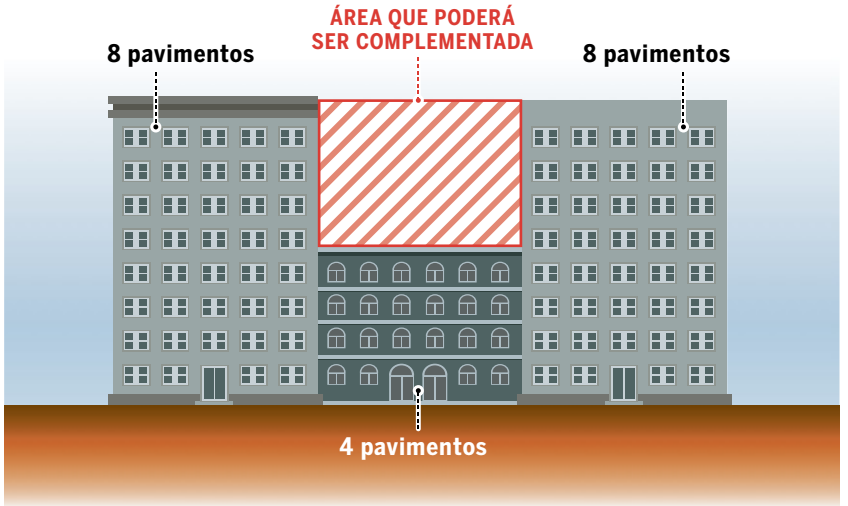 ÁREA QUE PODERÁ
SER COMPLEMENTADA
8 pavimentos
8 pavimentos
4 pavimentos